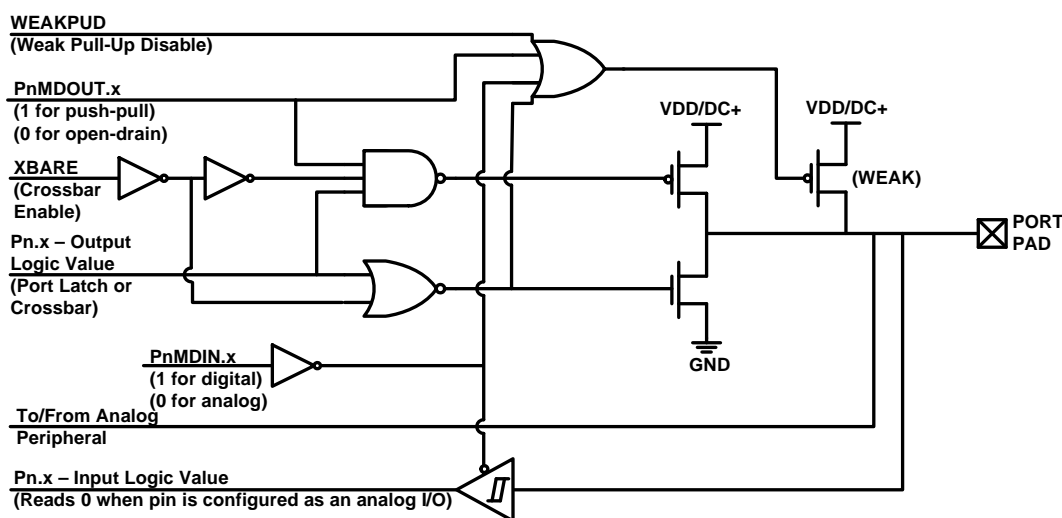 WEAKPUD
(Weak Pull-Up Disable)
PnMDOUT.x
(1 for push-pull)
(0 for open-drain)
XBARE
(Crossbar
Enable)
Pn.x – Output
Logic Value
(Port Latch or
Crossbar)
PnMDIN.x
(1 for digital)
(0 for analog)
To/From Analog
Peripheral
Pn.x – Input Logic Value
(Reads 0 when pin is configured as an analog I/O)
VDD/DC+
VDD/DC+
(WEAK)
PORT
PAD
GND